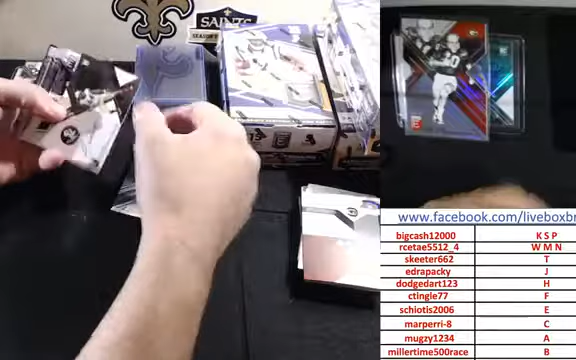 SAINTS
www.facebook.com/liveboxbr
bigcash12000 K S P
rcetae5512_4 W M N
skeeter662 T
edrapacky J
dodgedart123 H
ctingle77 F
schiotis2006 E
marperri-8 C
mugzy1234 A
millertime500race B